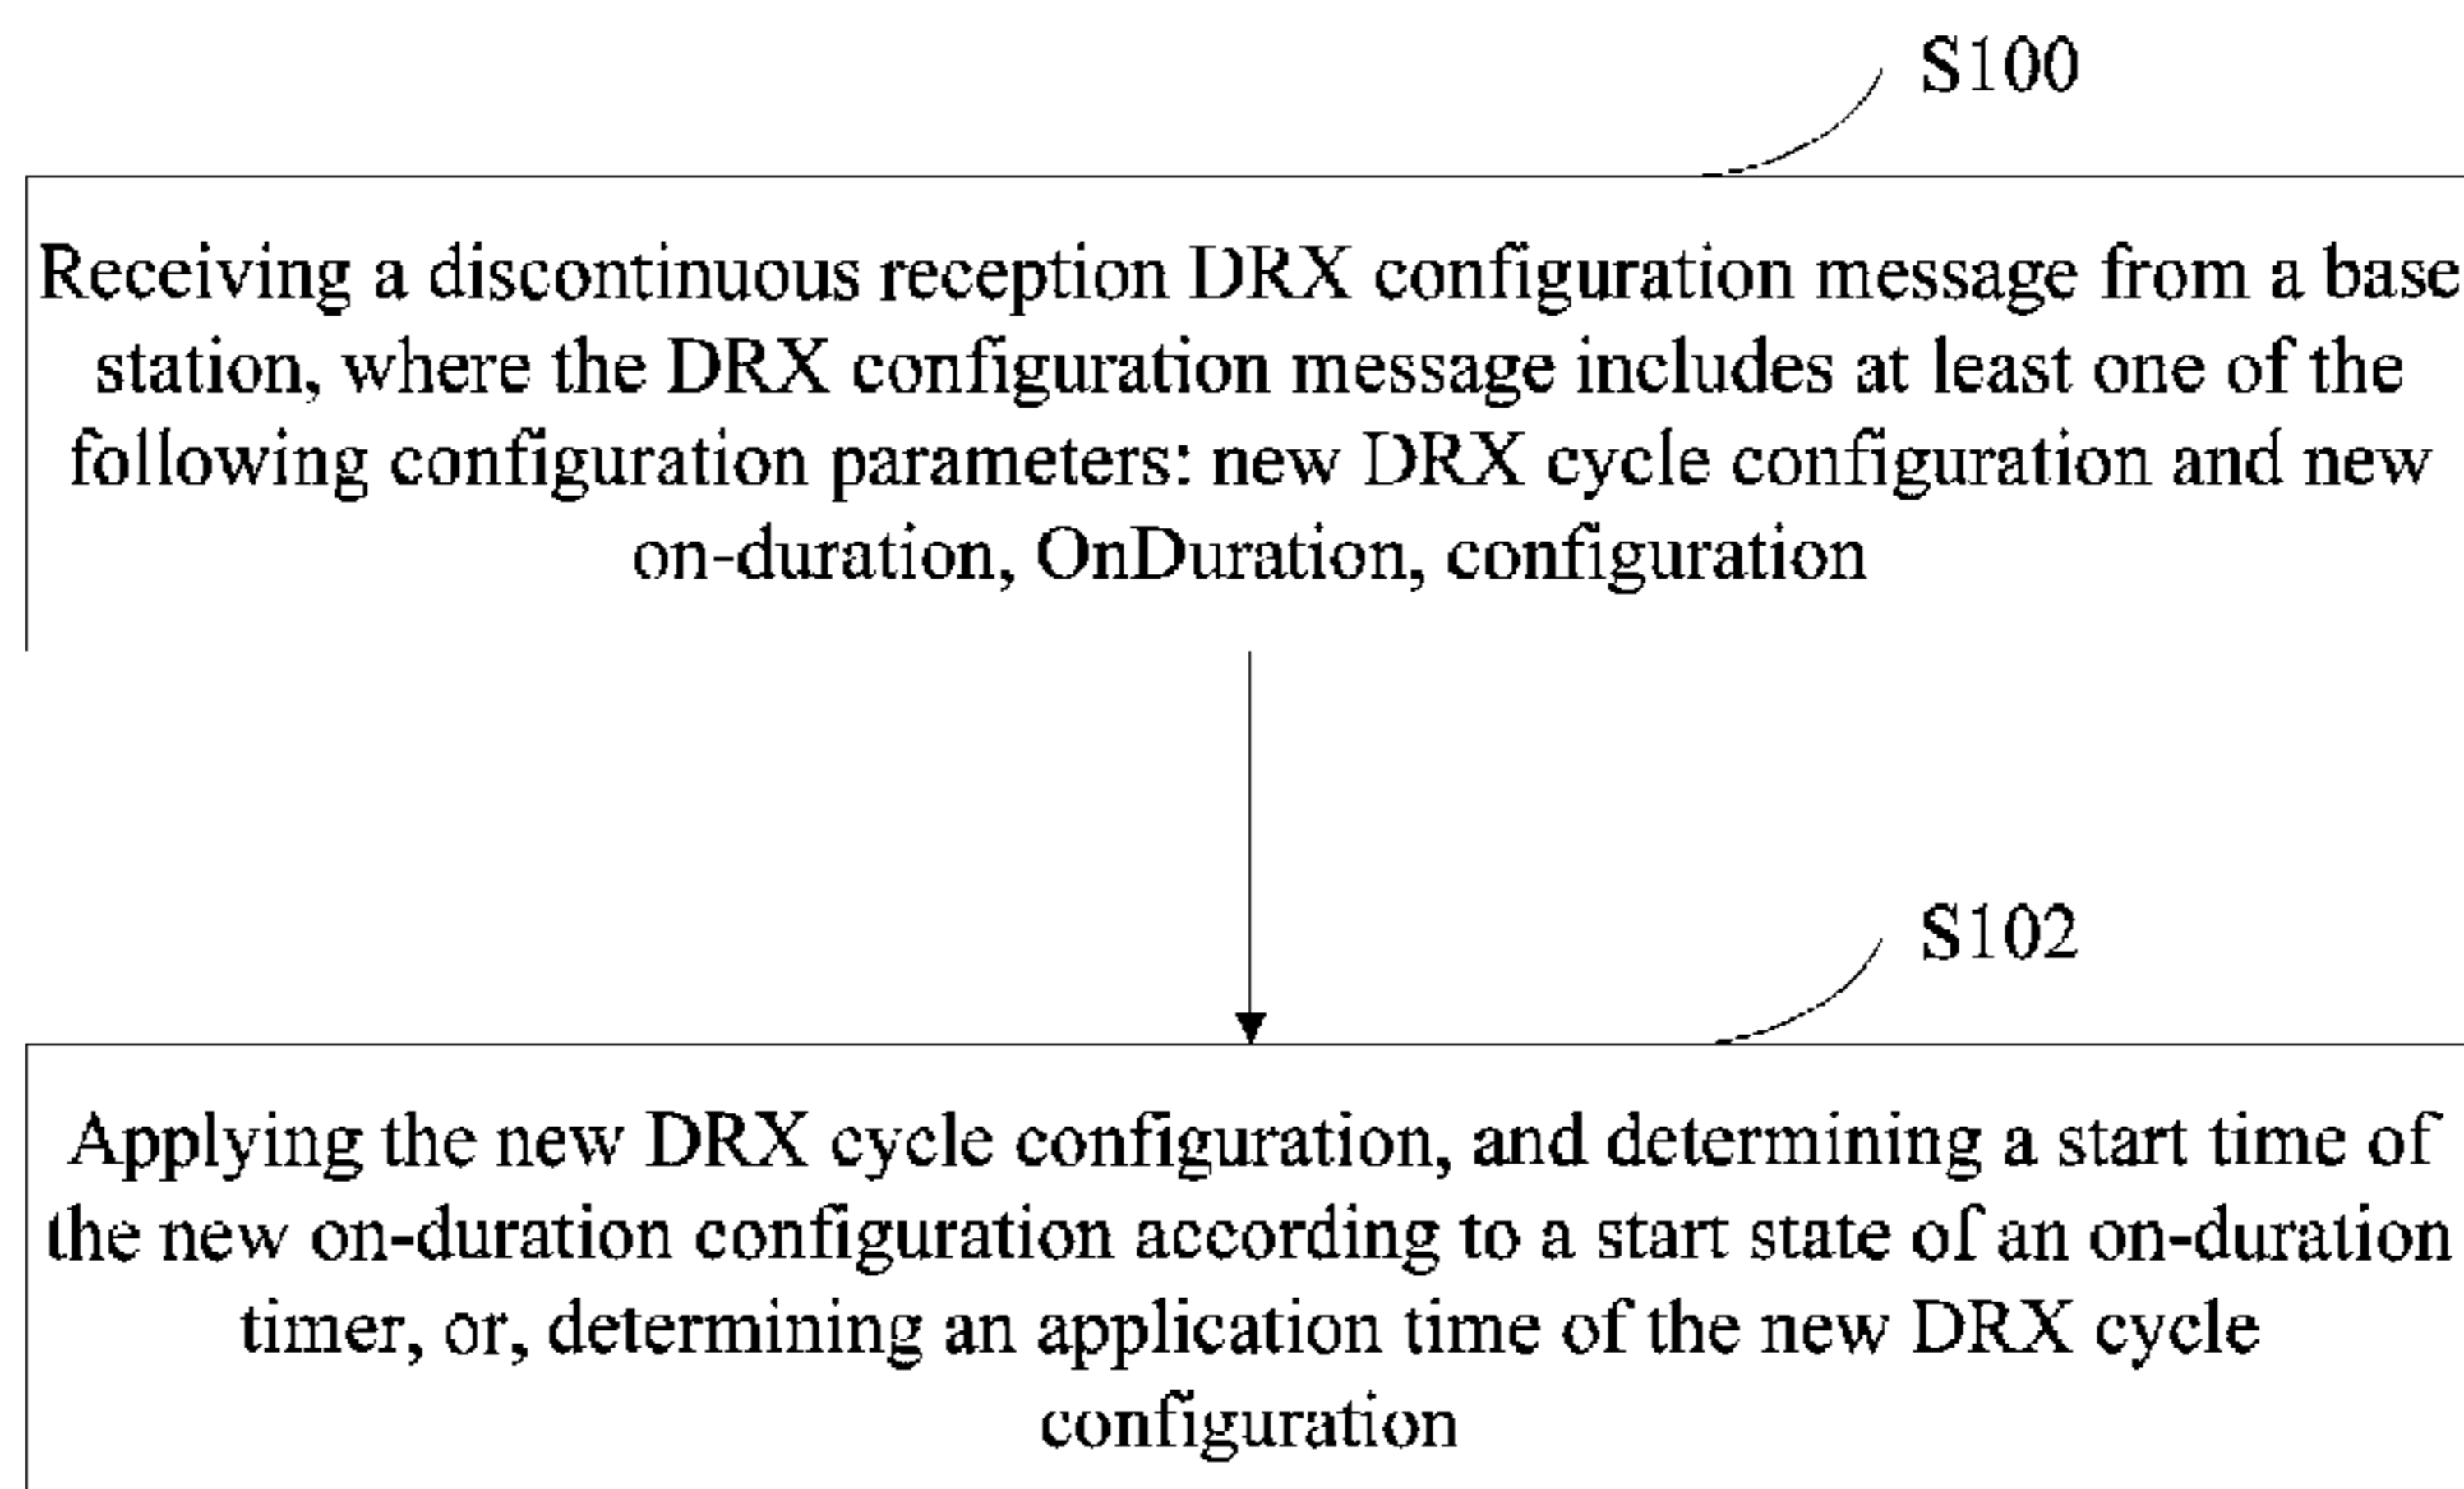 S100
Receiving a discontinuous reception DRX configuration message from a base
station, where the DRX configuration message includes at least one of the
following configuration parameters: new DRX cycle configuration and new
on-duration, OnDuration, configuration
S102
Applying the new DRX cycle configuration, and determining a start time of
the new on-duration configuration according to a start state of an on-duration
timer, or, determining an application time of the new DRX cycle
configuration